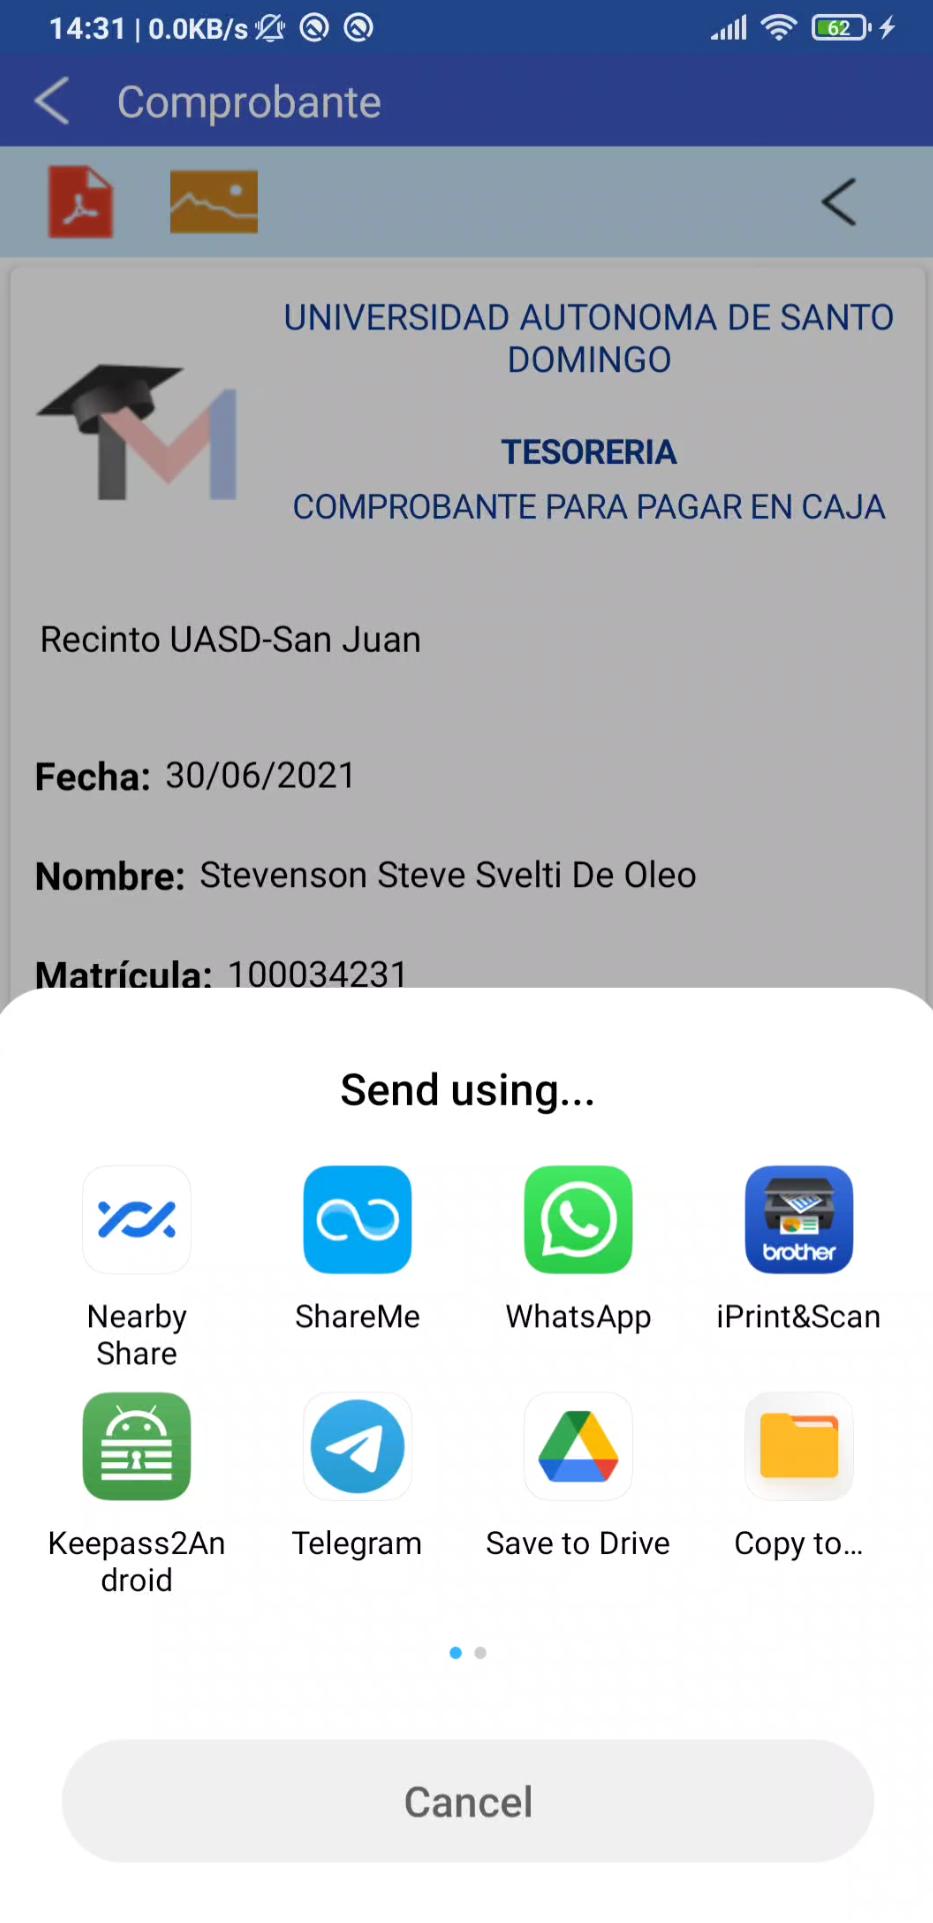 14:31 | 0.0KB/s 62
Comprobante
UNIVERSIDAD AUTONOMA DE SANTO
DOMINGO
TESORERIA
COMPROBANTE PARA PAGAR EN CAJA
Recinto UASD-San Juan
Fecha: 30/06/2021
Nombre: Stevenson Steve Svelti De Oleo
Matrícula: 100034231
Send using...
brother
Nearby
Share
ShareMe
WhatsApp
iPrint&Scan
Keepass2An
droid
Telegram
Save to Drive
Copy to...
Cancel